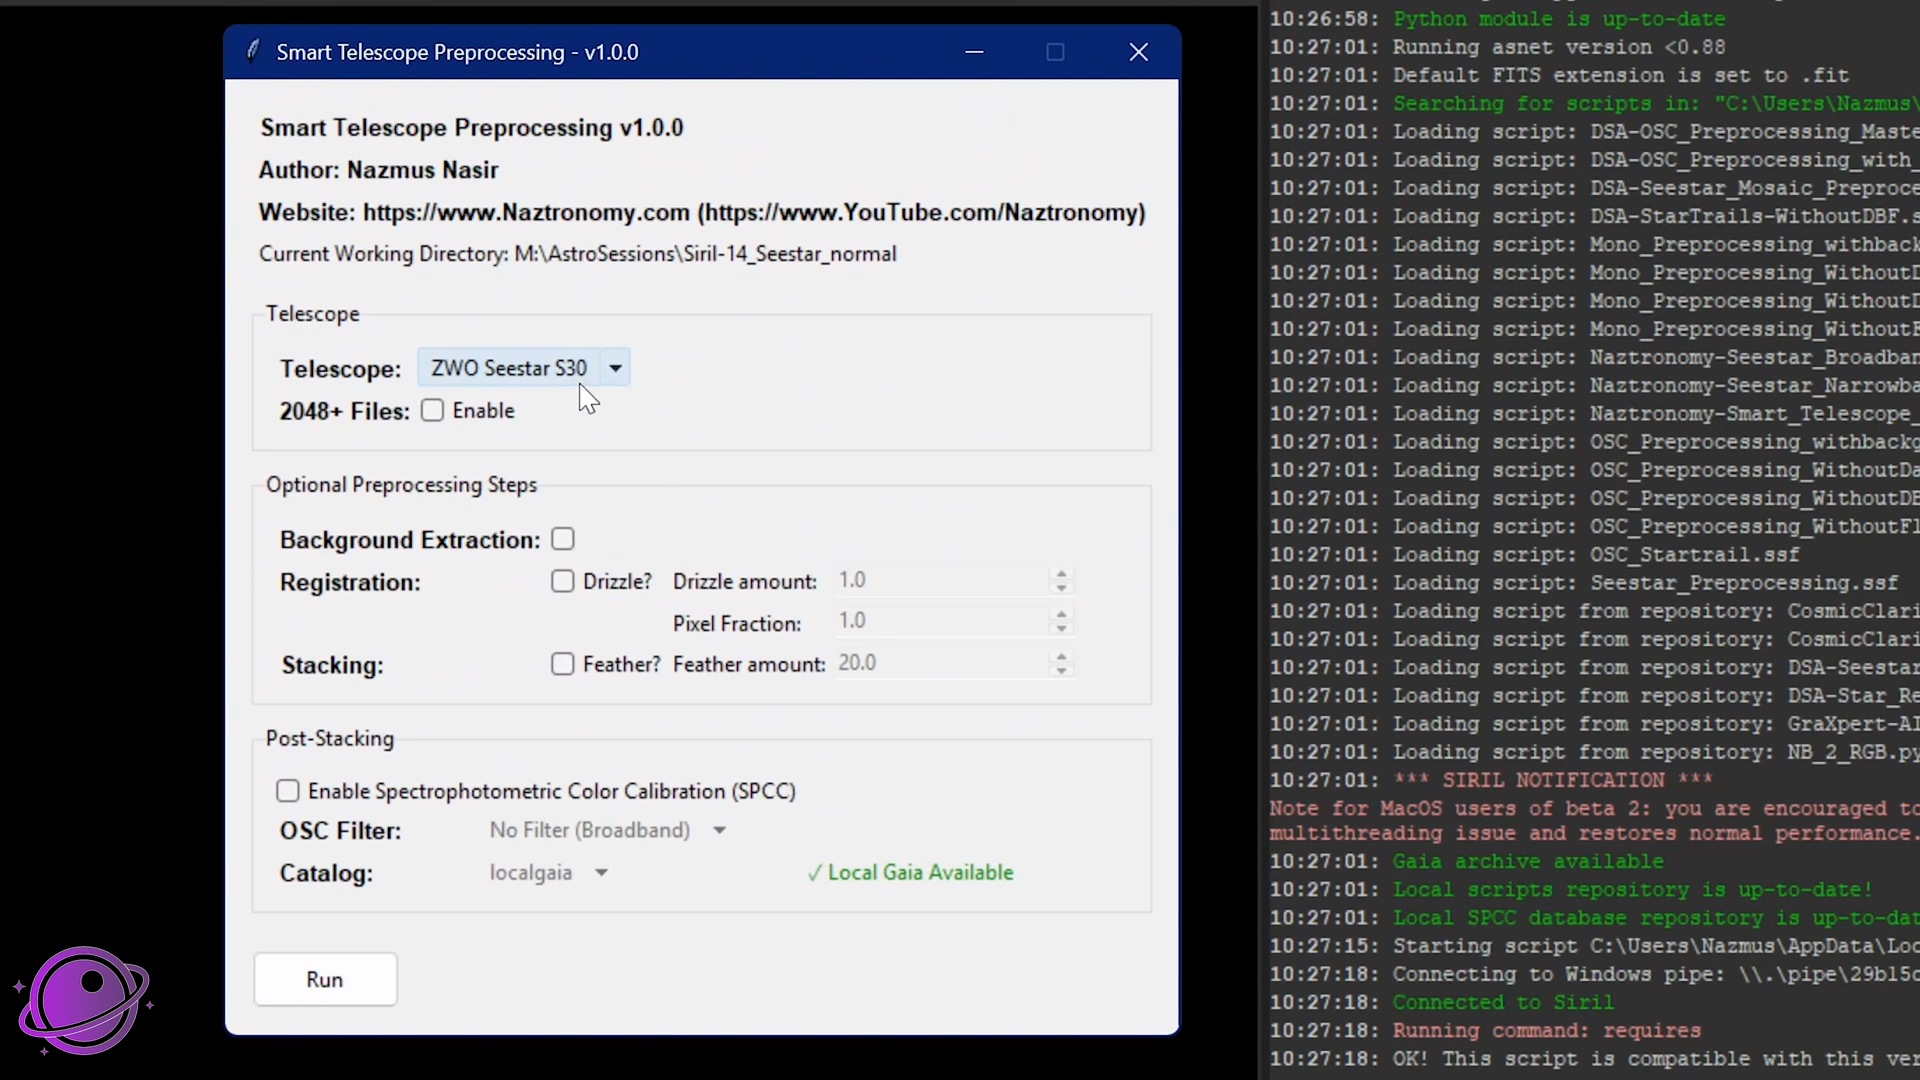 Smart Telescope Preprocessing - v1.0.0
Smart Telescope Preprocessing v1.0.0
Author: Nazmus Nasir
Website: https://www.Naztronomy.com (https://www.YouTube.com/Naztronomy)
Current Working Directory: M:\AstroSessions\Siril-14_Seestar_normal
Telescope
Telescope: ZWO Seestar S30
2048+ Files: Enable
Optional Preprocessing Steps
Background Extraction:
Registration: Drizzle? Drizzle amount: 1.0
Pixel Fraction: 1.0
Stacking: Feather? Feather amount: 20.0
Post-Stacking
Enable Spectrophotometric Color Calibration (SPCC)
OSC Filter: No Filter (Broadband)
Catalog: localgaia ✓ Local Gaia Available
Run
10:26:58: Python module is up-to-date
10:27:01: Running asnet version <0.88
10:27:01: Default FITS extension is set to .fit
10:27:01: Searching for scripts in: "C:\Users\Nazmus\
10:27:01: Loading script: DSA-OSC_Preprocessing_Maste
10:27:01: Loading script: DSA-OSC_Preprocessing_with_
10:27:01: Loading script: DSA-Seestar_Mosaic_Preproce
10:27:01: Loading script: DSA-StarTrails-WithoutDBF.s
10:27:01: Loading script: Mono_Preprocessing_withback
10:27:01: Loading script: Mono_Preprocessing_WithoutD
10:27:01: Loading script: Mono_Preprocessing_WithoutD
10:27:01: Loading script: Mono_Preprocessing_WithoutF
10:27:01: Loading script: Naztronomy-Seestar_Broadban
10:27:01: Loading script: Naztronomy-Seestar_Narrowba
10:27:01: Loading script: Naztronomy-Smart_Telescope_
10:27:01: Loading script: OSC_Preprocessing_withbackg
10:27:01: Loading script: OSC_Preprocessing_WithoutDa
10:27:01: Loading script: OSC_Preprocessing_WithoutDB
10:27:01: Loading script: OSC_Preprocessing_WithoutFl
10:27:01: Loading script: OSC_Startrail.ssf
10:27:01: Loading script: Seestar_Preprocessing.ssf
10:27:01: Loading script from repository: CosmicClari
10:27:01: Loading script from repository: CosmicClari
10:27:01: Loading script from repository: DSA-Seestar
10:27:01: Loading script from repository: DSA-Star_Re
10:27:01: Loading script from repository: GraXpert-AI
10:27:01: Loading script from repository: NB_2_RGB.py
10:27:01: *** SIRIL NOTIFICATION ***
Note for MacOS users of beta 2: you are encouraged to
multithreading issue and restores normal performance.
10:27:01: Gaia archive available
10:27:01: Local scripts repository is up-to-date!
10:27:01: Local SPCC database repository is up-to-dat
10:27:15: Starting script C:\Users\Nazmus\AppData\Loc
10:27:18: Connecting to Windows pipe: \\.\pipe\29b15c
10:27:18: Connected to Siril
10:27:18: Running command: requires
10:27:18: OK! This script is compatible with this ver